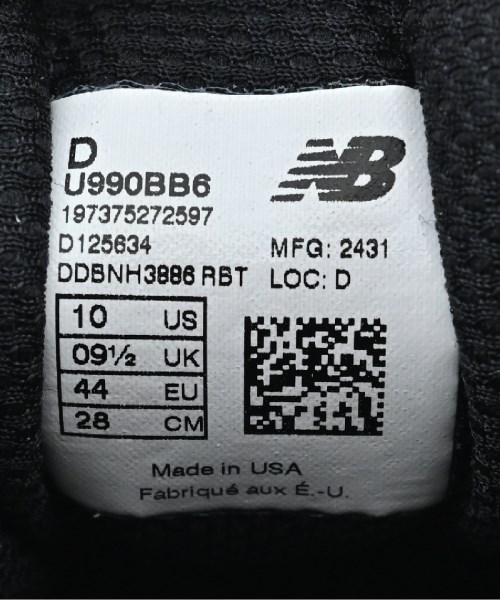 D
U990BB6
197375272597
D125634
DDBNH3886 RBT
NB
MFG: 2431
LOC: D
10 US
09½ UK
44 EU
28 CM
Made in USA
Fabriqué aux É.-U.